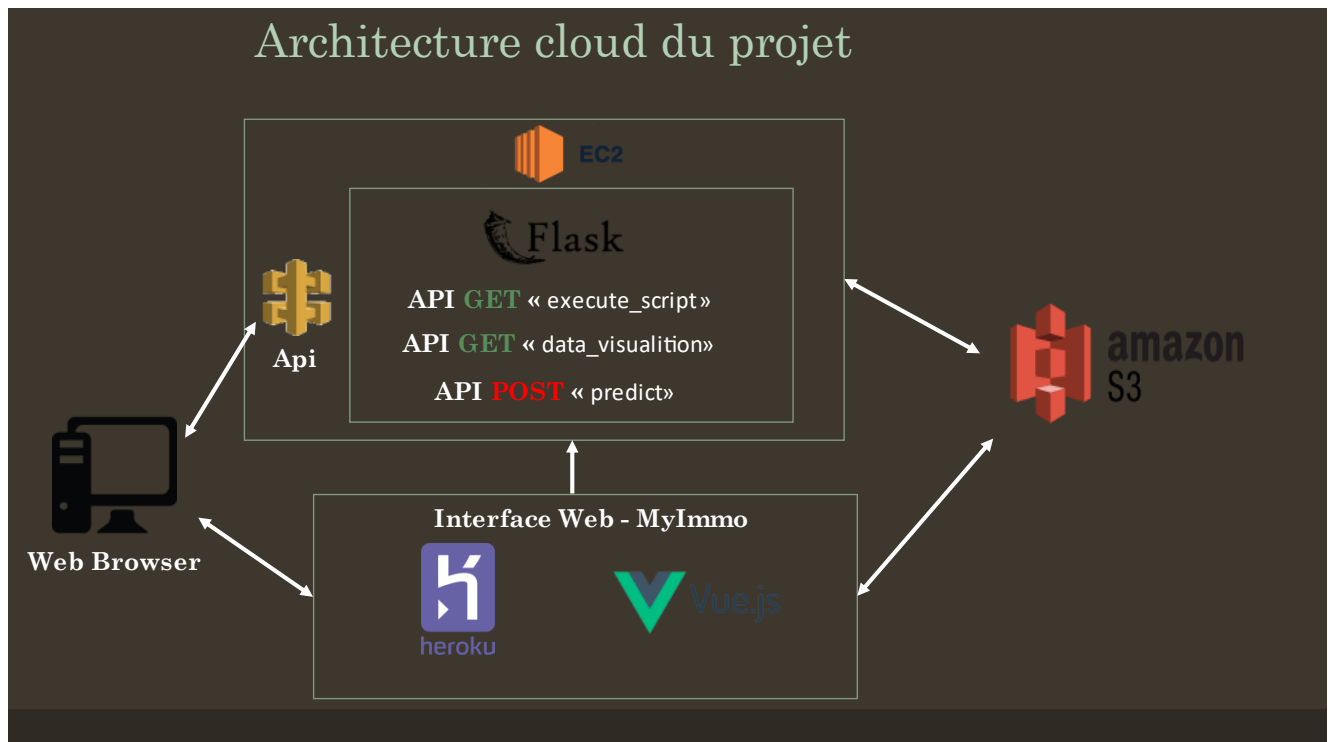 Architecture cloud du projet
EC2
Flask
API GET « execute_script»
API GET « data_visualition»
API POST « predict»
Api
amazon
S3
Web Browser
Interface Web - MyImmo
heroku
Vue.js